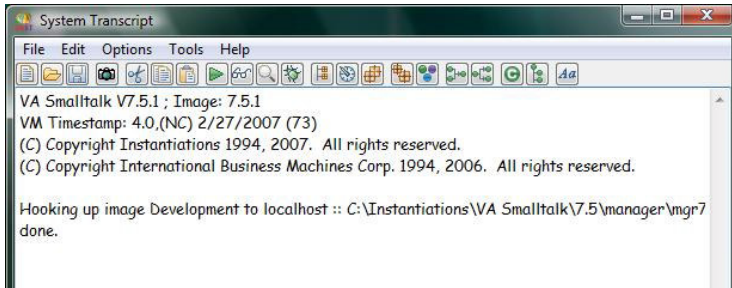 System Transcript
File Edit Options Tools Help
Aa
VA Smalltalk V7.5.1 ; Image: 7.5.1
VM Timestamp: 4.0,(NC) 2/27/2007 (73)
(C) Copyright Instantiations 1994, 2007.  All rights reserved.
(C) Copyright International Business Machines Corp. 1994, 2006.  All rights reserved.
Hooking up image Development to localhost :: C:\Instantiations\VA Smalltalk\7.5\manager\mgr7
done.